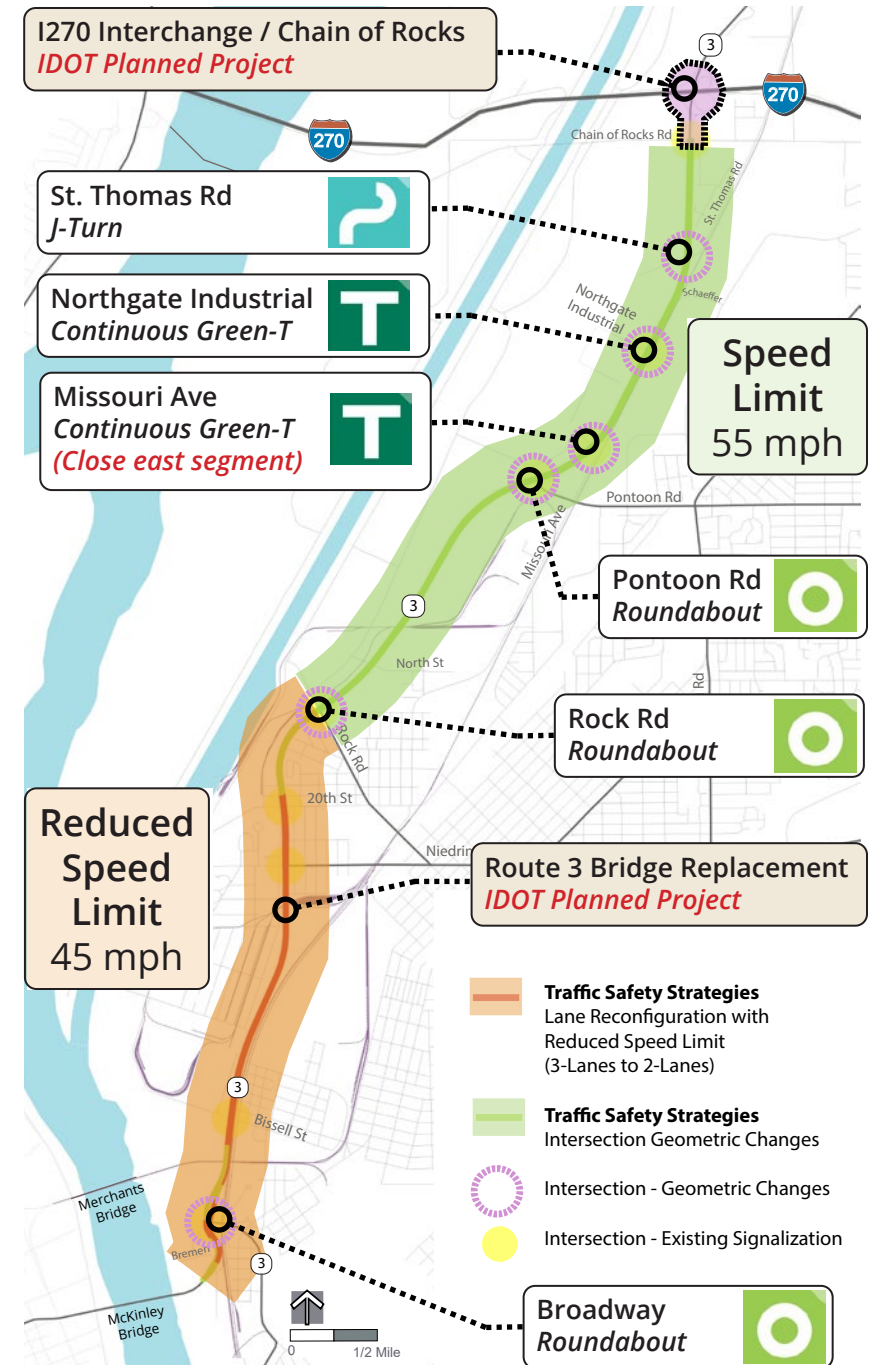 I270 Interchange / Chain of Rocks
IDOT Planned Project
3
270
270
Chain of Rocks Rd
St. Thomas Rd
J-Turn
St. Thomas Rd
Northgate Industrial
Continuous Green-T
T
Northgate
Industrial
Schaeffer
Speed
Limit
55 mph
Missouri Ave
Continuous Green-T
(Close east segment)
T
Pontoon Rd
Missouri Ave
Pontoon Rd
Roundabout
3
North St
Rd
Rock Rd
Roundabout
Rock Rd
20th St
Reduced
Speed
Limit
45 mph
Niedrin
Route 3 Bridge Replacement
IDOT Planned Project
Traffic Safety Strategies
Lane Reconfiguration with
Reduced Speed Limit
(3-Lanes to 2-Lanes)
3
Bissell St
Traffic Safety Strategies
Intersection Geometric Changes
Intersection - Geometric Changes
Intersection - Existing Signalization
Merchants
Bridge
Bremen
3
McKinley
Bridge
0 1/2 Mile
Broadway
Roundabout